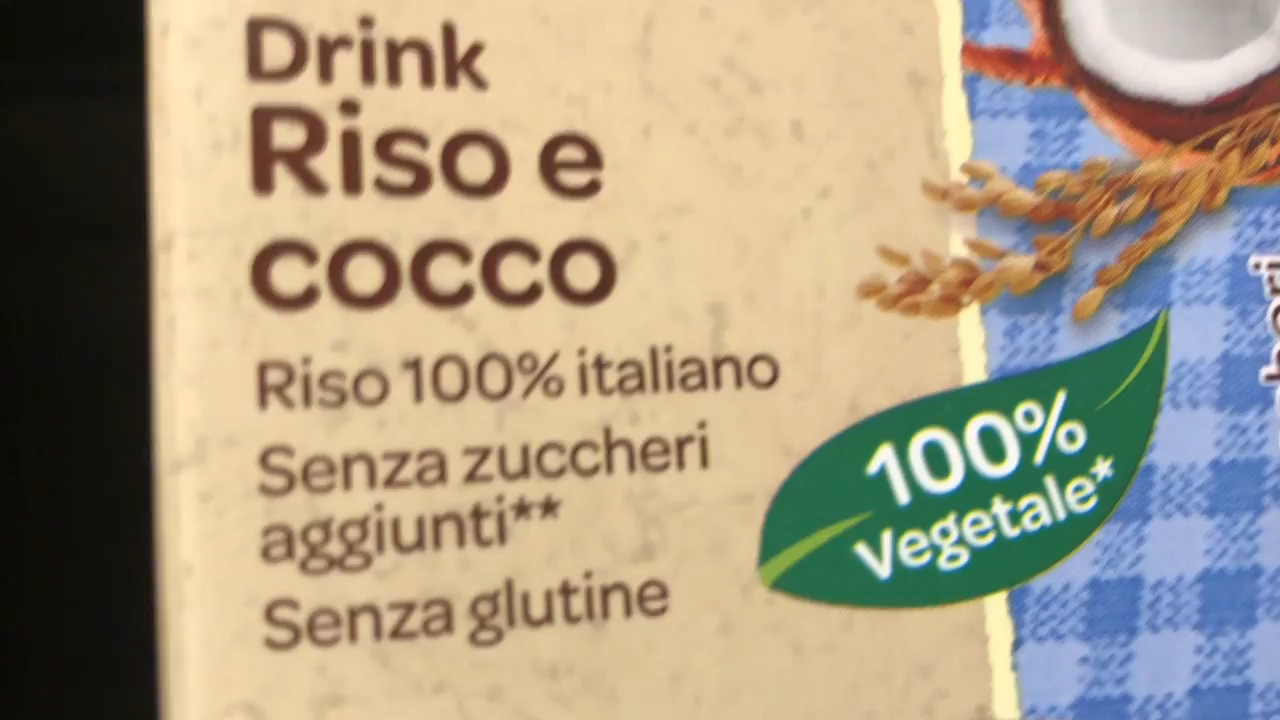 Drink
Riso e
cocco
Riso 100% italiano
Senza zuccheri
aggiunti**
Senza glutine
100%
Vegetale*